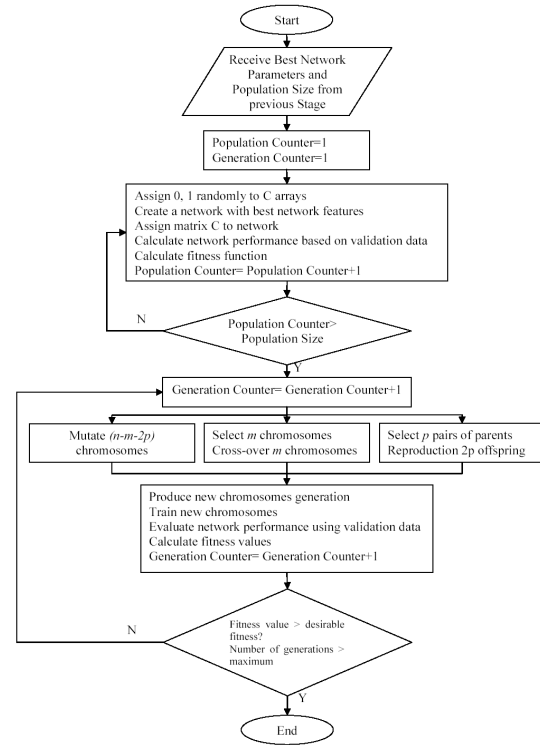 Start
Receive Best Network
Parameters and
Population Size from
previous Stage
Population Counter=1
Generation Counter=1
Assign 0, 1 randomly to C arrays
Create a network with best network features
Assign matrix C to network
Calculate network performance based on validation data
Calculate fitness function
Population Counter= Population Counter+1
N
Population Counter>
Population Size
Y
Generation Counter= Generation Counter+1
Mutate (n-m-2p)
chromosomes
Select m chromosomes
Cross-over m chromosomes
Select p pairs of parents
Reproduction 2p offspring
Produce new chromosomes generation
Train new chromosomes
Evaluate network performance using validation data
Calculate fitness values
Generation Counter= Generation Counter+1
N
Fitness value > desirable
fitness?
Number of generations >
maximum
Y
End